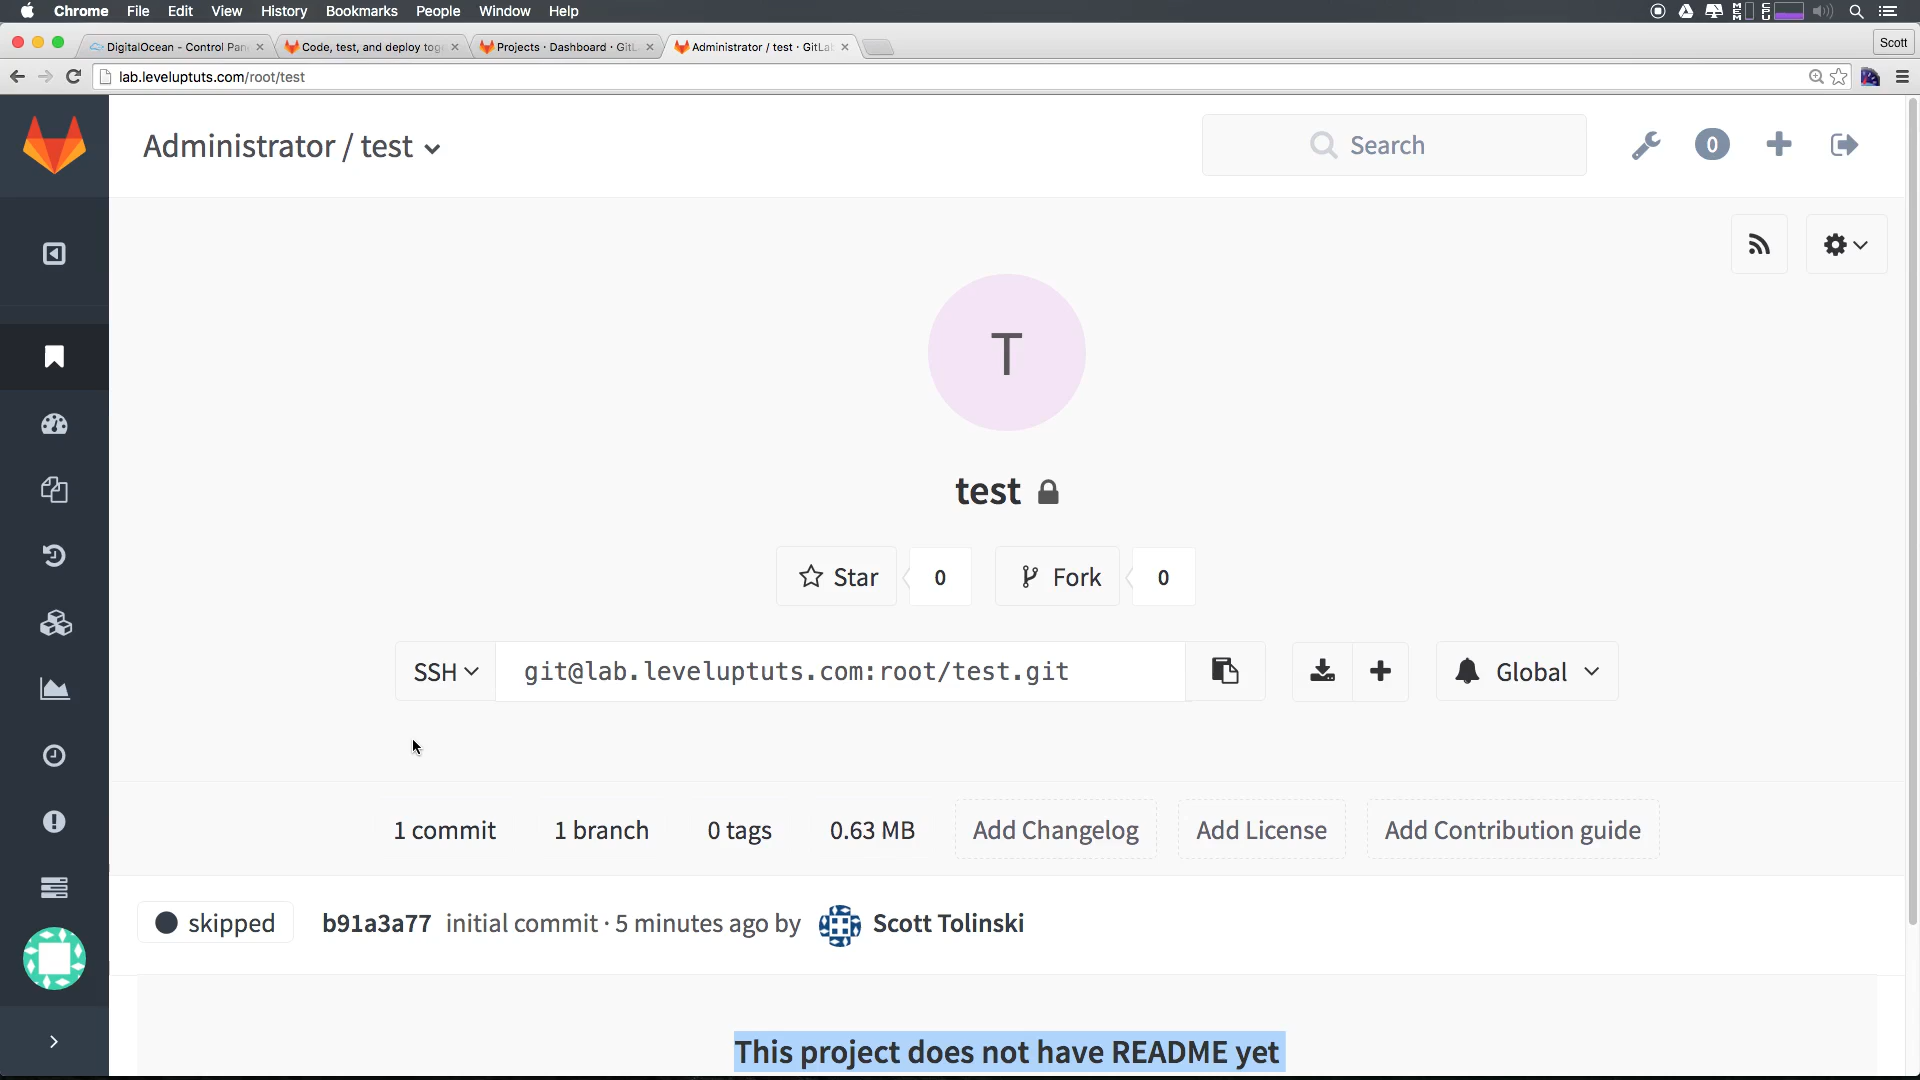 Chrome File Edit View History Bookmarks People Window Help
DigitalOcean - Control Pan
Code, test, and deploy tog
Projects · Dashboard · GitL
Administrator / test · GitLa
Scott
lab.leveluptuts.com/root/test
Administrator / test
Search
0
T
test
Star 0 Fork 0
SSH git@lab.leveluptuts.com:root/test.git Global
1 commit 1 branch 0 tags 0.63 MB Add Changelog Add License Add Contribution guide
skipped b91a3a77 initial commit · 5 minutes ago by Scott Tolinski
This project does not have README yet